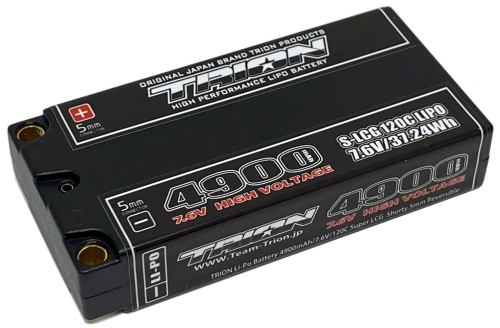 ORIGINAL JAPAN BRAND TRION PRODUCTS
TRION
HIGH PERFORMANCE LIPO BATTERY
+
5mm
S-LCG 120C LIPO
7.6V/37.24Wh
5mm
4900
7.6V HIGH VOLTAGE
4900
7.6V HIGH VOLTAGE
LI-PO
TRION
www.Team-Trion.jp
TRION Li-Po Battery 4900mAh/7.6V/120C Super LCG Shorty 5mm Reversible